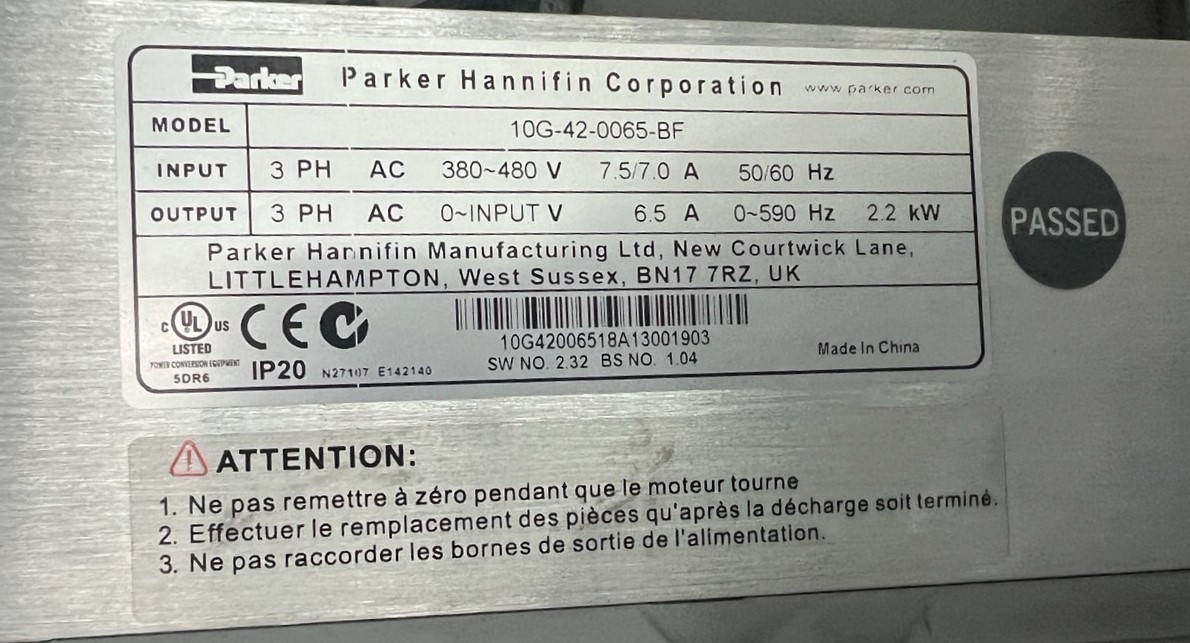 Parker Parker Hannifin Corporation www.parker.com
MODEL 10G-42-0065-BF
INPUT 3 PH AC 380~480 V 7.5/7.0 A 50/60 Hz
OUTPUT 3 PH AC 0~INPUT V 6.5 A 0~590 Hz 2.2 kW
Parker Hannifin Manufacturing Ltd, New Courtwick Lane,
LITTLEHAMPTON, West Sussex, BN17 7RZ, UK
C UL US CE
LISTED
POWER CONVERSION EQUIPMENT
5DR6
IP20 N27107 E142140
10G42006518A13001903
SW NO. 2.32 BS NO. 1.04
Made In China
PASSED
ATTENTION:
1. Ne pas remettre à zéro pendant que le moteur tourne
2. Effectuer le remplacement des pièces qu'après la décharge soit terminé.
3. Ne pas raccorder les bornes de sortie de l'alimentation.